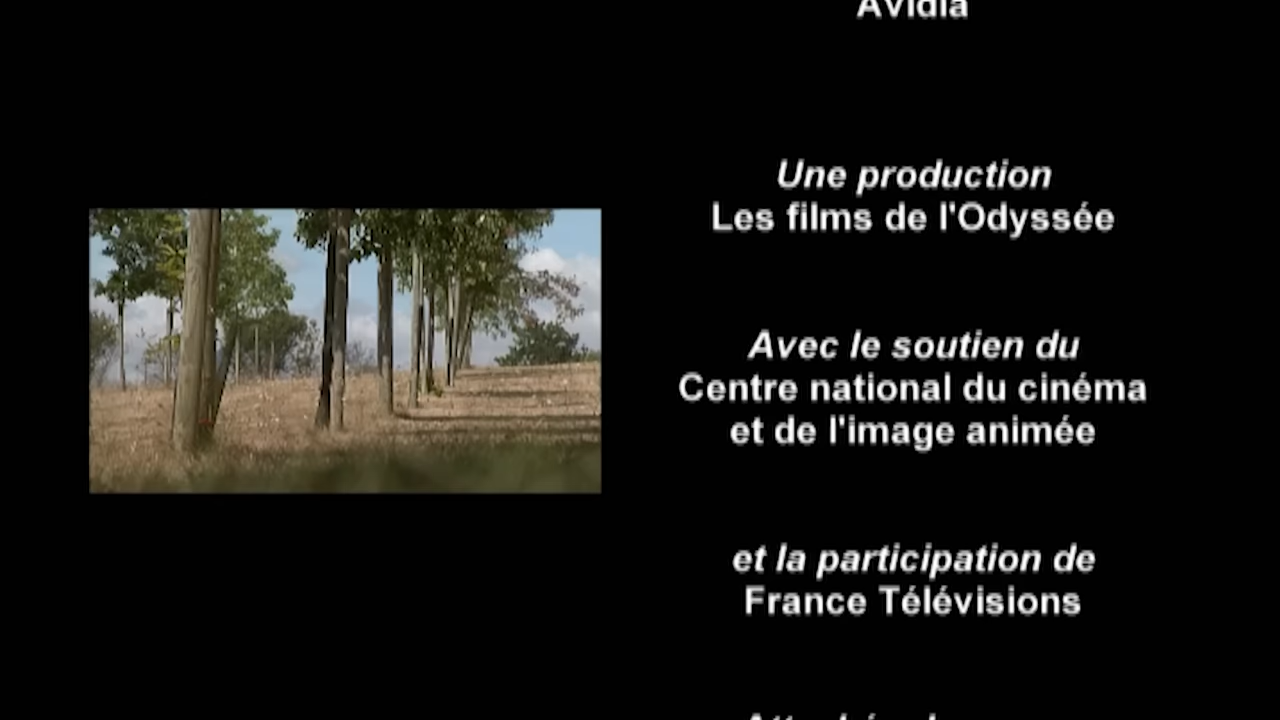 Avidia
Une production
Les films de l'Odyssée
Avec le soutien du
Centre national du cinéma
et de l'image animée
et la participation de
France Télévisions